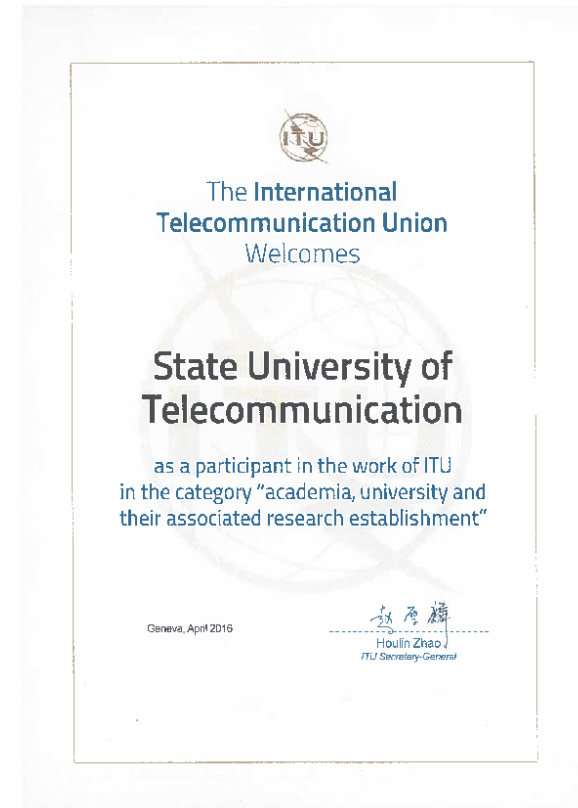 ITU
The International
Telecommunication Union
Welcomes
State University of
Telecommunication
as a participant in the work of ITU
in the category "academia, university and
their associated research establishment"
Geneva, April 2016
赵厚麟
Houlin Zhao
ITU Secretary-General